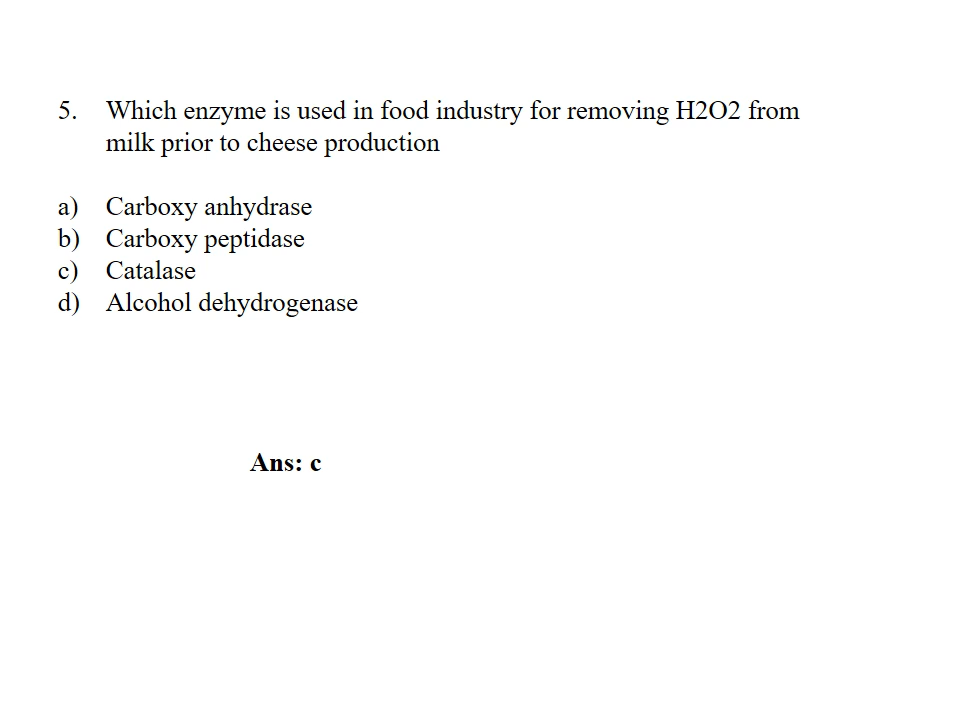 5. Which enzyme is used in food industry for removing H2O2 from
milk prior to cheese production
a) Carboxy anhydrase
b) Carboxy peptidase
c) Catalase
d) Alcohol dehydrogenase
Ans: c